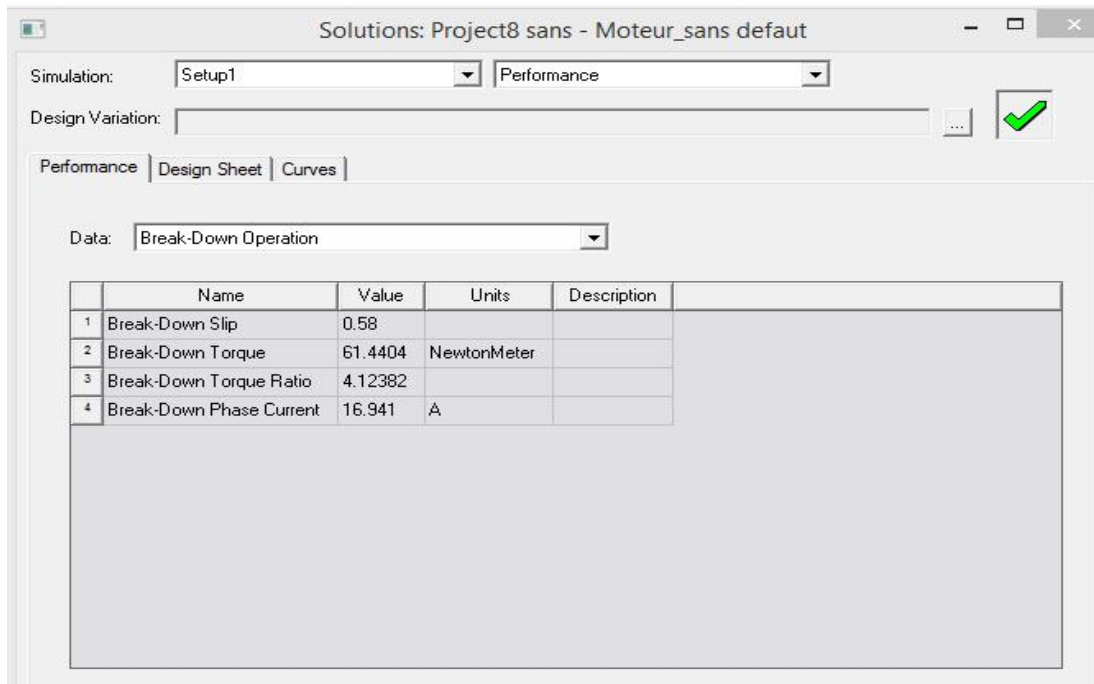 Solutions: Project8 sans - Moteur_sans defaut
Simulation: Setup1 Performance
Design Variation: ...
Performance Design Sheet Curves
Data: Break-Down Operation
Name Value Units Description
1 Break-Down Slip 0.58
2 Break-Down Torque 61.4404 NewtonMeter
3 Break-Down Torque Ratio 4.12382
4 Break-Down Phase Current 16.941 A